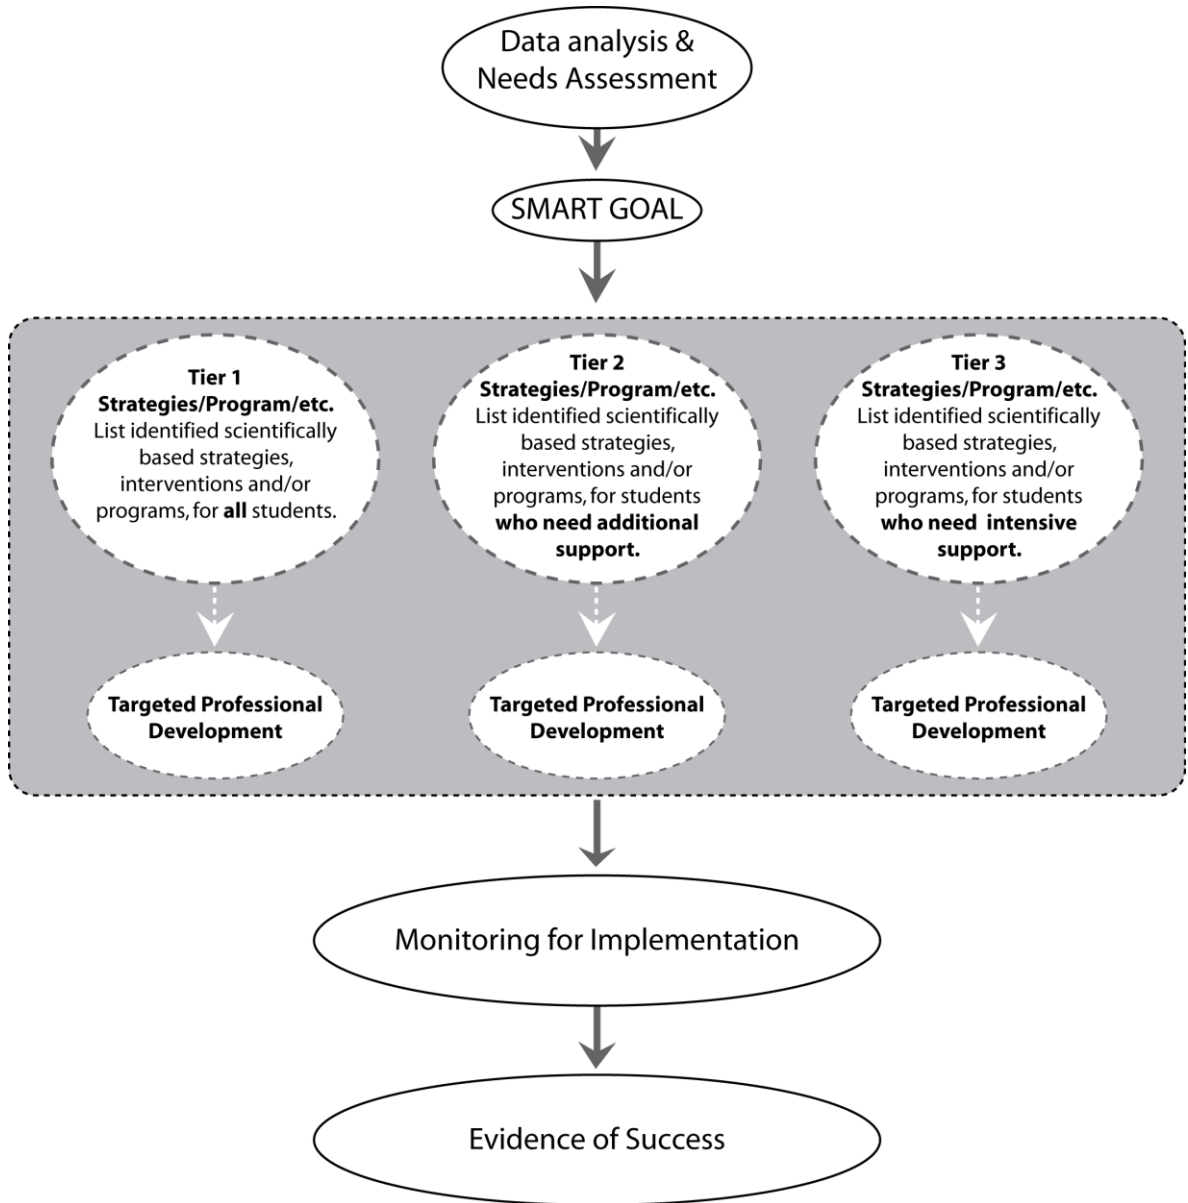 Data analysis &
Needs Assessment
SMART GOAL
Tier 1
Strategies/Program/etc.
List identified scientifically
based strategies,
interventions and/or
programs, for all students.
Tier 2
Strategies/Program/etc.
List identified scientifically
based strategies,
interventions and/or
programs, for students
who need additional
support.
Tier 3
Strategies/Program/etc.
List identified scientifically
based strategies,
interventions and/or
programs, for students
who need intensive
support.
Targeted Professional
Development
Targeted Professional
Development
Targeted Professional
Development
Monitoring for Implementation
Evidence of Success